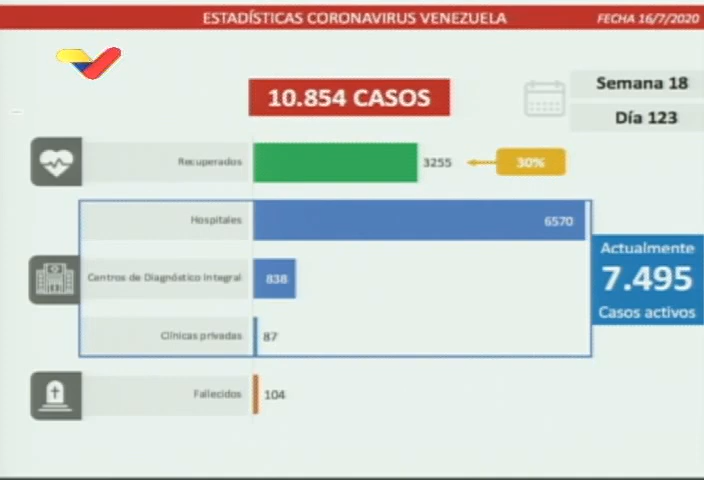 ESTADÍSTICAS CORONAVIRUS VENEZUELA
FECHA 16/7/2020
10.854 CASOS
Semana 18
Día 123
Recuperados
3255
30%
Hospitales
6570
Centros de Diagnóstico Integral
838
Clínicas privadas
87
Actualmente
7.495
Casos activos
Fallecidos
104